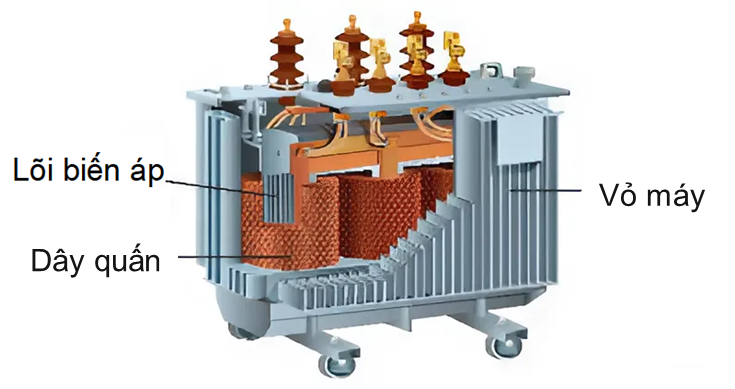 Lõi biến áp
Vỏ máy
Dây quấn